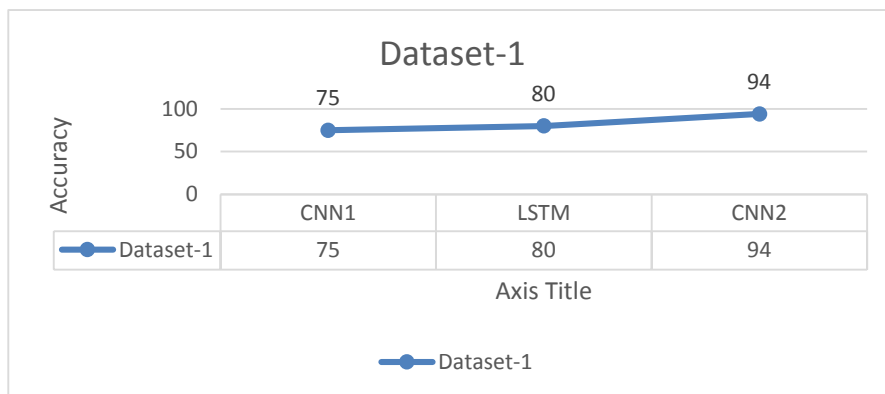 Dataset-1
75 80 94
Accuracy
100
50
0
CNN1 LSTM CNN2
Dataset-1 75 80 94
Axis Title
Dataset-1